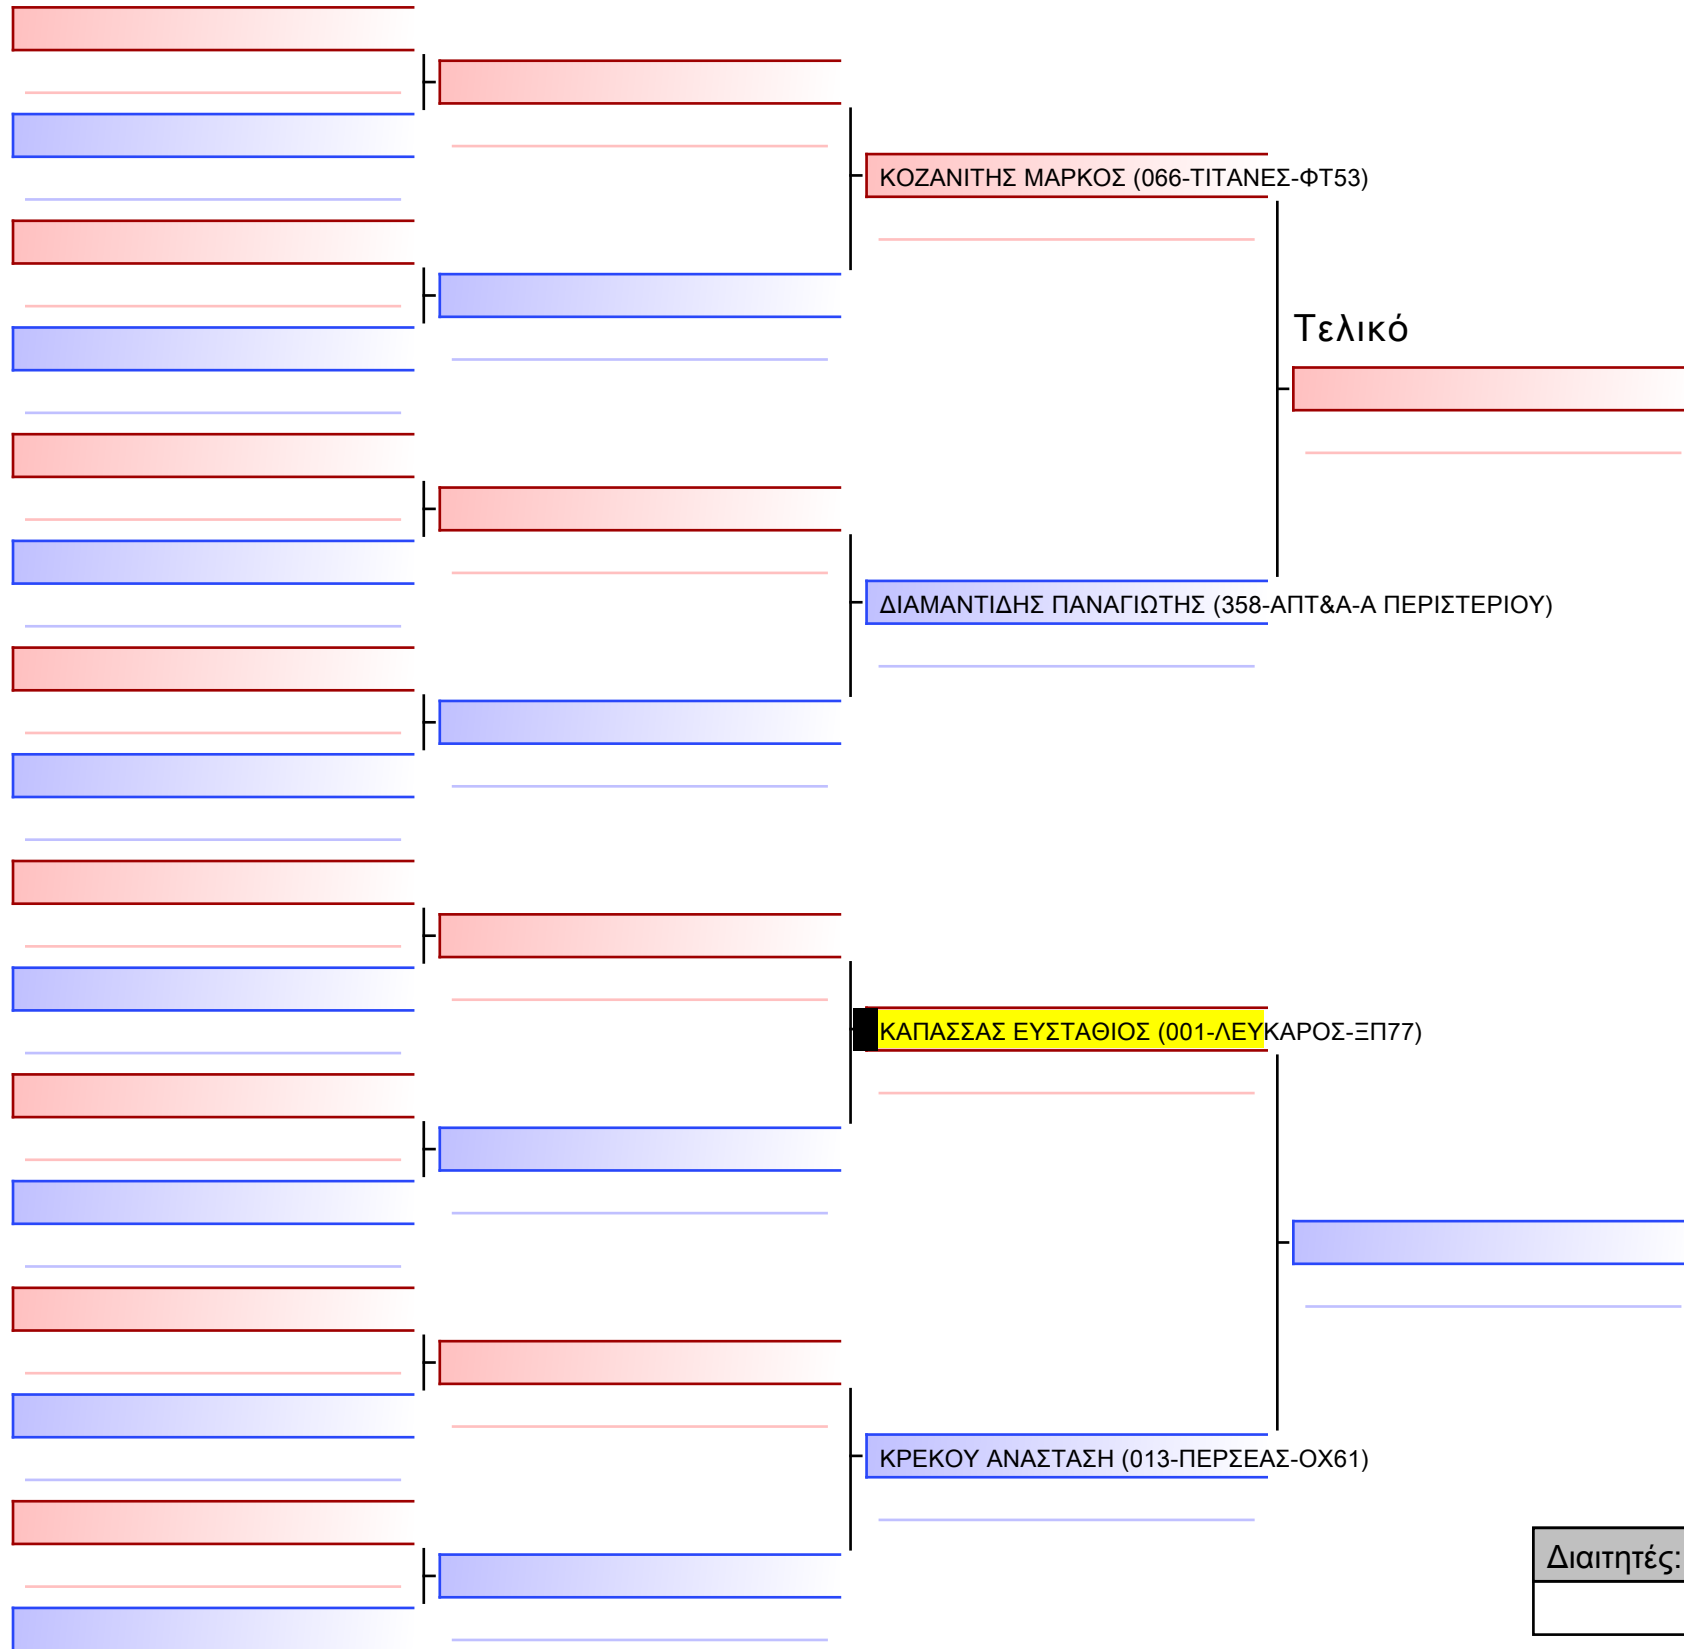 ΚΟΖΑΝΙΤΗΣ ΜΑΡΚΟΣ (066-ΤΙΤΑΝΕΣ-ΦΤ53)
Τελικό
ΔΙΑΜΑΝΤΙΔΗΣ ΠΑΝΑΓΙΩΤΗΣ (358-ΑΠΤ&Α-Α ΠΕΡΙΣΤΕΡΙΟΥ)
ΚΑΠΑΣΣΑΣ ΕΥΣΤΑΘΙΟΣ (001-ΛΕΥΚΑΡΟΣ-ΞΠ77)
ΚΡΕΚΟΥ ΑΝΑΣΤΑΣΗ (013-ΠΕΡΣΕΑΣ-ΟΧ61)
Διαιτητές: